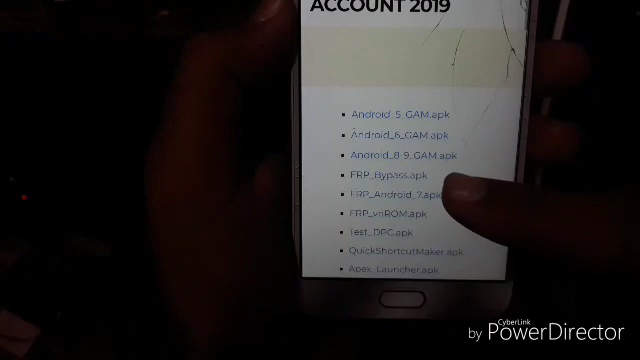 ACCOUNT 2019
Android_5_GAM.apk
Android_6_GAM.apk
Android_8-9_GAM.apk
FRP_Bypass.apk
FRP_Android_7.apk
FRP_vnROM.apk
Test_DPC.apk
QuickShortcutMaker.apk
Apex_Launcher.apk
by CyberLink PowerDirector